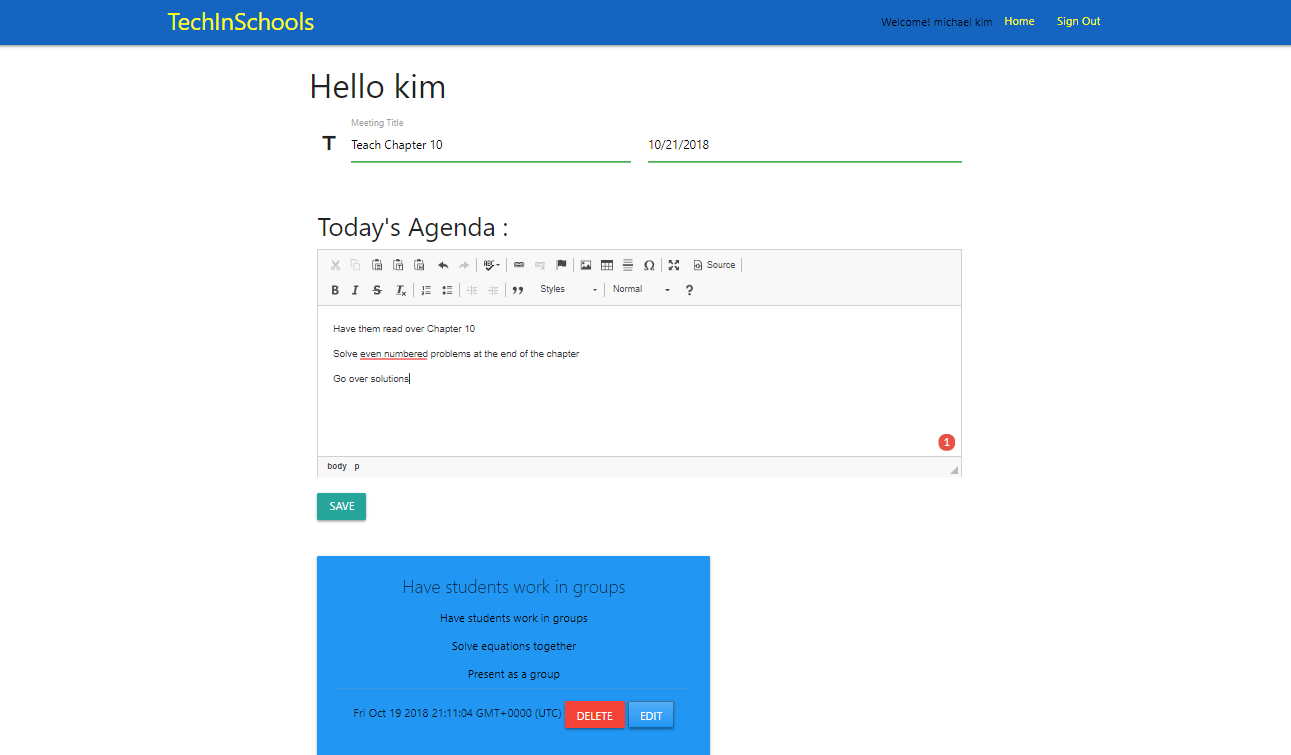 TechInSchools
Welcome! michael kim Home Sign Out
Hello kim
Meeting Title
T Teach Chapter 10 10/21/2018
Today's Agenda :
ABC Ω Source
B I S Tx Styles Normal ?
Have them read over Chapter 10
Solve even numbered problems at the end of the chapter
Go over solutions
1
body p
SAVE
Have students work in groups
Have students work in groups
Solve equations together
Present as a group
Fri Oct 19 2018 21:11:04 GMT+0000 (UTC) DELETE EDIT